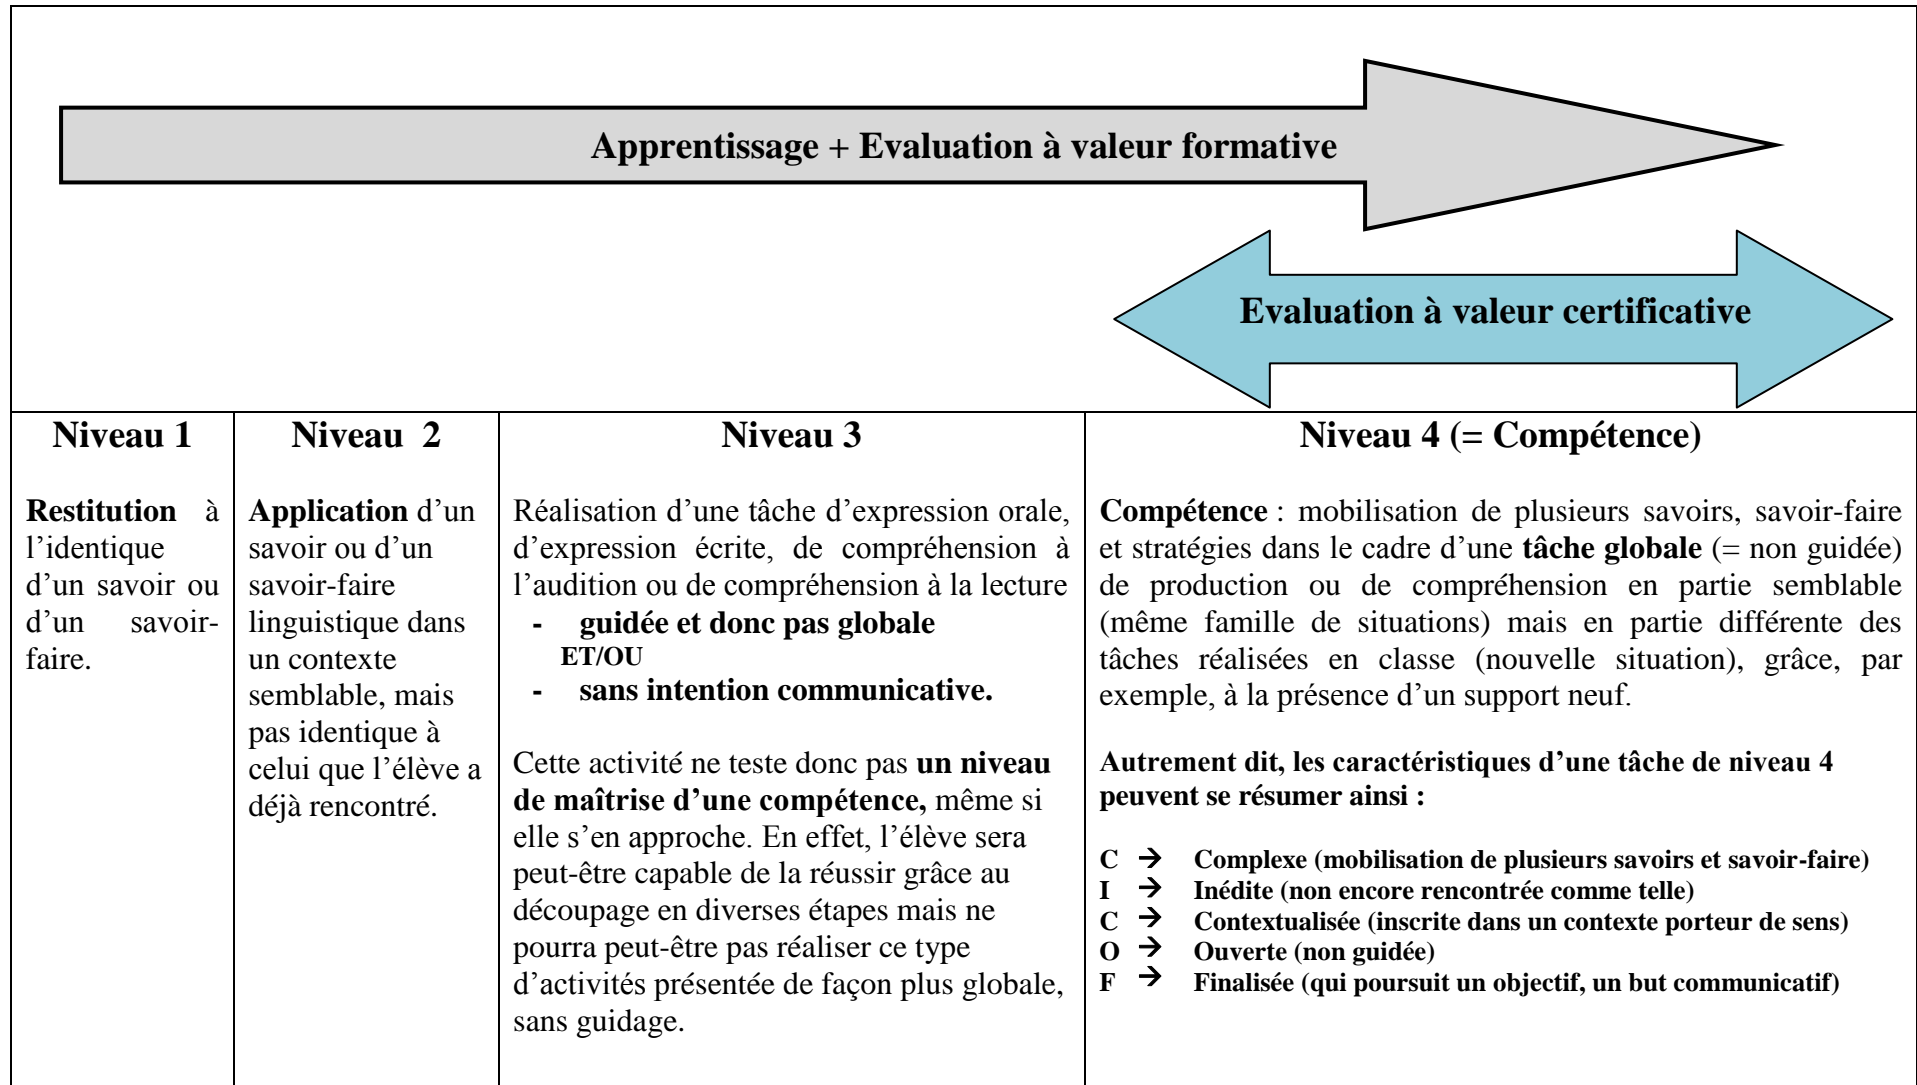 Apprentissage + Evaluation à valeur formative
Evaluation à valeur certificative
Niveau 1
Restitution à
l’identique
d’un savoir ou
d’un savoir-
faire.
Niveau 2
Application d’un
savoir ou d’un
savoir-faire
linguistique dans
un contexte
semblable, mais
pas identique à
celui que l’élève a
déjà rencontré.
Niveau 3
Réalisation d’une tâche d’expression orale,
d’expression écrite, de compréhension à
l’audition ou de compréhension à la lecture
- guidée et donc pas globale
ET/OU
- sans intention communicative.
Cette activité ne teste donc pas un niveau
de maîtrise d’une compétence, même si
elle s’en approche. En effet, l’élève sera
peut-être capable de la réussir grâce au
découpage en diverses étapes mais ne
pourra peut-être pas réaliser ce type
d’activités présentée de façon plus globale,
sans guidage.
Niveau 4 (= Compétence)
Compétence : mobilisation de plusieurs savoirs, savoir-faire
et stratégies dans le cadre d’une tâche globale (= non guidée)
de production ou de compréhension en partie semblable
(même famille de situations) mais en partie différente des
tâches réalisées en classe (nouvelle situation), grâce, par
exemple, à la présence d’un support neuf.
Autrement dit, les caractéristiques d’une tâche de niveau 4
peuvent se résumer ainsi :
C → Complexe (mobilisation de plusieurs savoirs et savoir-faire)
I → Inédite (non encore rencontrée comme telle)
C → Contextualisée (inscrite dans un contexte porteur de sens)
O → Ouverte (non guidée)
F → Finalisée (qui poursuit un objectif, un but communicatif)